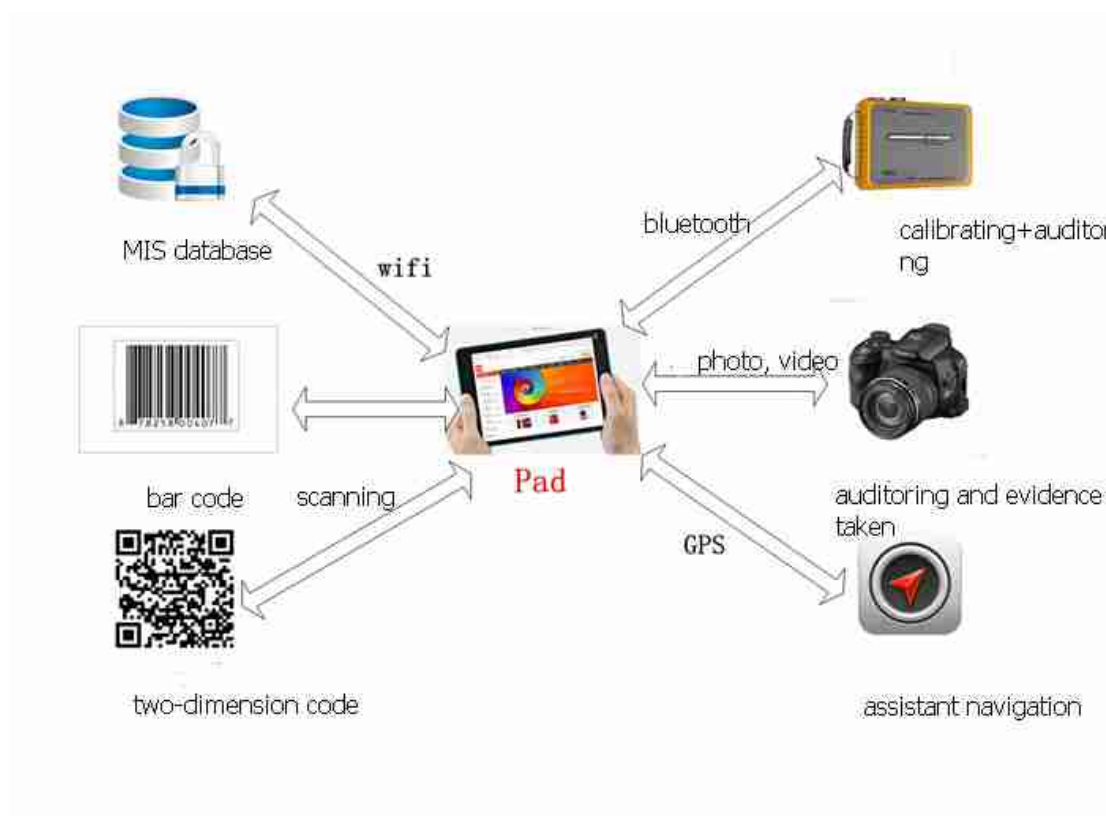 MIS database
wifi
bluetooth
calibrating+auditor
ng
bar code
scanning
Pad
photo, video
auditoring and evidence
taken
GPS
two-dimension code
assistant navigation